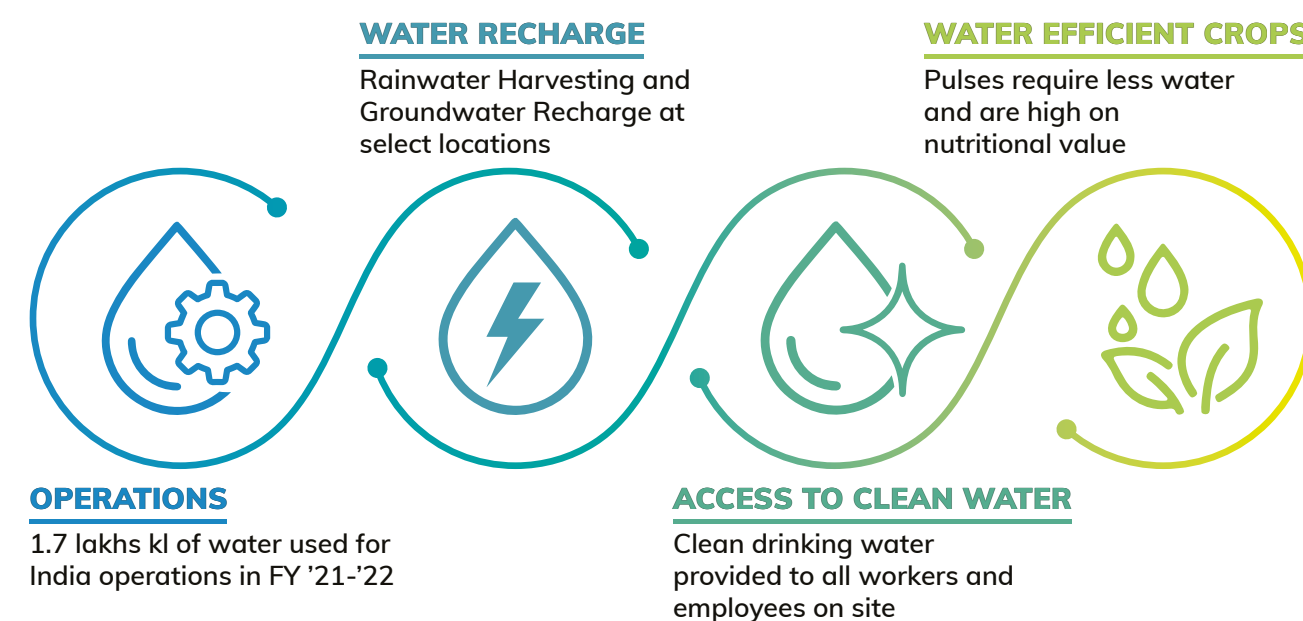 WATER RECHARGE
Rainwater Harvesting and
Groundwater Recharge at
select locations
WATER EFFICIENT CROPS
Pulses require less water
and are high on
nutritional value
OPERATIONS
1.7 lakhs kl of water used for
India operations in FY ’21-’22
ACCESS TO CLEAN WATER
Clean drinking water
provided to all workers and
employees on site